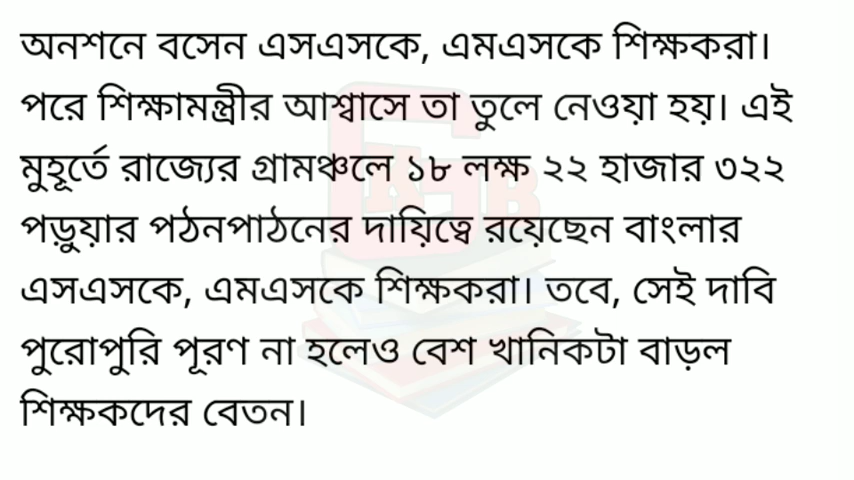 অনশনে বসেন এসএসকে, এমএসকে শিক্ষকরা।
পরে শিক্ষামন্ত্রীর আশ্বাসে তা তুলে নেওয়া হয়। এই
মুহূর্তে রাজ্যের গ্রামঞ্চলে ১৮ লক্ষ ২২ হাজার ৩২২
পড়ুয়ার পঠনপাঠনের দায়িত্বে রয়েছেন বাংলার
এসএসকে, এমএসকে শিক্ষকরা। তবে, সেই দাবি
পুরোপুরি পূরণ না হলেও বেশ খানিকটা বাড়ল
শিক্ষকদের বেতন।